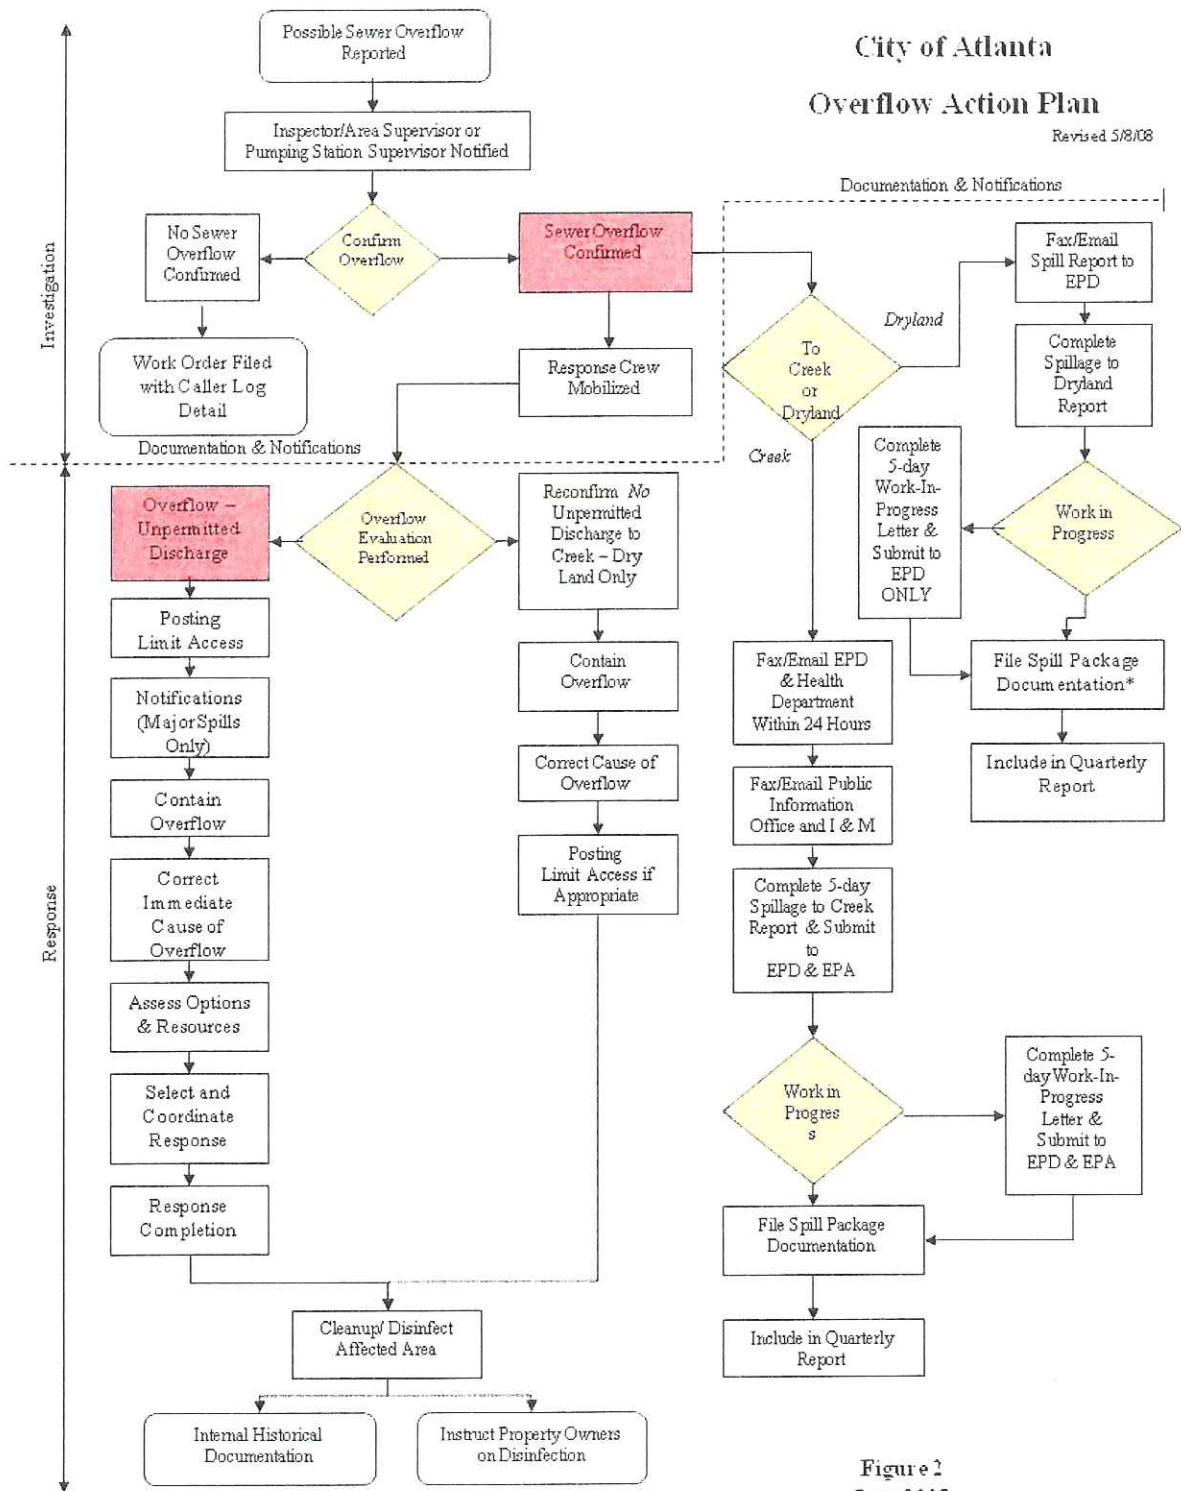 City of Atlanta
Overflow Action Plan
Revised 5/8/08
Possible Sewer Overflow
Reported
Inspector/Area Supervisor or
Pumping Station Supervisor Notified
Investigation
No Sewer
Overflow
Confirmed
Confirm
Overflow
Sewer Overflow
Confirmed
Work Order Filed
with Caller Log
Detail
Response Crew
Mobilized
Documentation & Notifications
Documentation & Notifications
To
Creek
or
Dryland
Dryland
Creek
Fax/Email
Spill Report to
EPD
Complete
Spillage to
Dryland
Report
Work in
Progress
Complete
5-day
Work-In-
Progress
Letter &
Submit to
EPD
ONLY
File Spill Package
Documentation*
Include in Quarterly
Report
Fax/Email EPD
& Health
Department
Within 24 Hours
Fax/Email Public
Information
Office and I & M
Complete 5-day
Spillage to Creek
Report & Submit
to
EPD & EPA
Work in
Progres
s
Complete 5-
day Work-In-
Progress
Letter &
Submit to
EPD & EPA
File Spill Package
Documentation
Include in Quarterly
Report
Response
Overflow –
Unpermitted
Discharge
Overflow
Evaluation
Performed
Reconfirm No
Unpermitted
Discharge to
Creek – Dry
Land Only
Posting
Limit Access
Notifications
(Major Spills
Only)
Contain
Overflow
Correct
Immediate
Cause of
Overflow
Assess Options
& Resources
Select and
Coordinate
Response
Response
Completion
Contain
Overflow
Correct Cause of
Overflow
Posting
Limit Access if
Appropriate
Cleanup/ Disinfect
Affected Area
Internal Historical
Documentation
Instruct Property Owners
on Disinfection
Figure 2